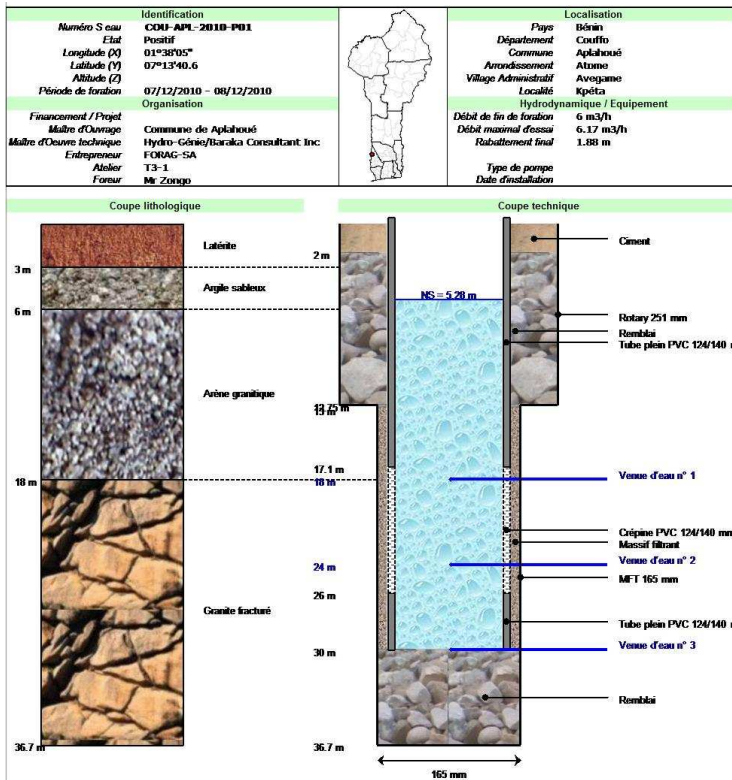 Identification
Numéro S eau COU-APL-2010-P01
Etat Positif
Longitude (X) 01°38'05"
Latitude (Y) 07°13'40.6
Altitude (Z)
Période de foration 07/12/2010 - 08/12/2010
Organisation
Financement / Projet
Maître d'Ouvrage Commune de Aplahoué
Maître d'Oeuvre technique Hydro-Génie/Baraka Consultant Inc
Entrepreneur FORAG-SA
Atelier T3-1
Foreur Mr Zongo
Localisation
Pays Bénin
Département Couffo
Commune Aplahoué
Arrondissement Atome
Village Administratif Avegame
Localité Kpéta
Hydrodynamique / Equipement
Débit de fin de foration 6 m3/h
Débit maximal d'essai 6.17 m3/h
Rabattement final 1.88 m
Type de pompe
Date d'installation
Coupe lithologique
Latérite
3 m
Argile sableux
6 m
Arène granitique
18 m
Granite fracturé
36.7 m
Coupe technique
Ciment
2 m
NS = 5.28 m
Rotary 251 mm
Remblai
Tube plein PVC 124/140
12.75 m
17.1 m
18 m
Venue d'eau n° 1
Crépine PVC 124/140 mm
Massif filtrant
24 m
Venue d'eau n° 2
MFT 165 mm
26 m
Tube plein PVC 124/140
30 m
Venue d'eau n° 3
Remblai
36.7 m
165 mm